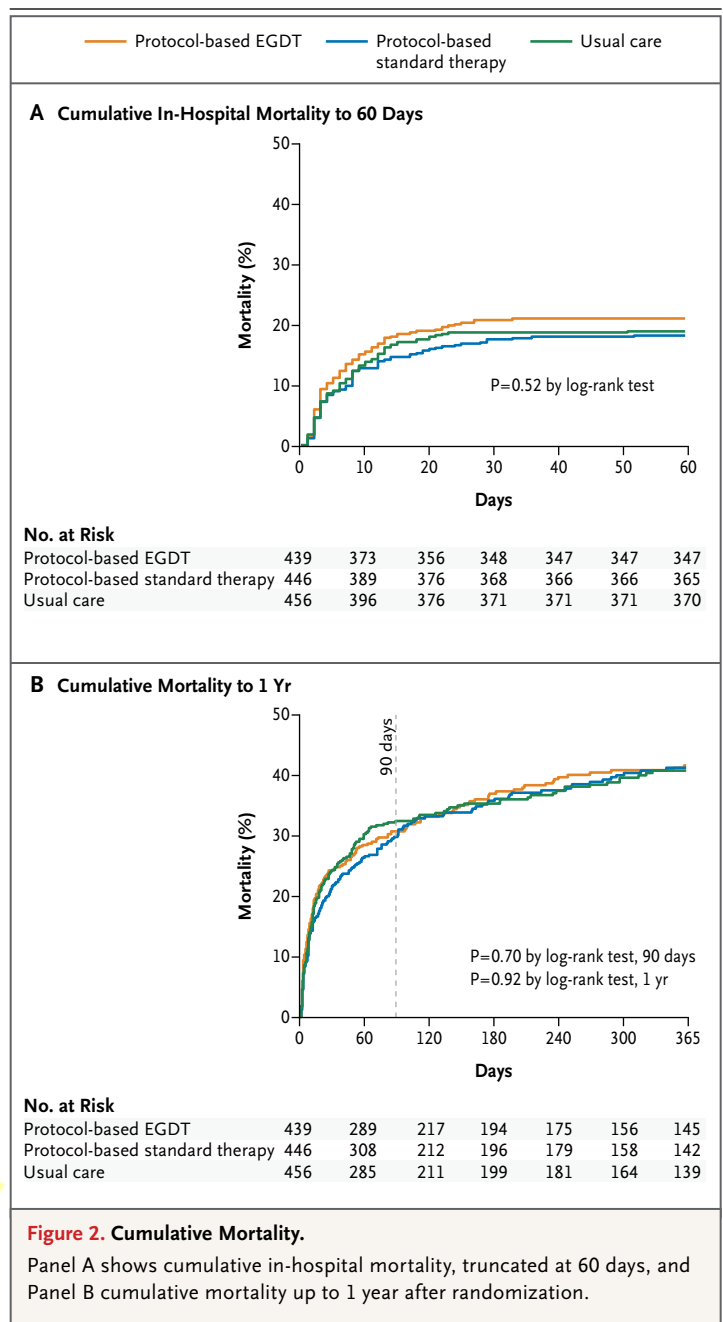 Protocol-based EGDT
Protocol-based
standard therapy
Usual care
A Cumulative In-Hospital Mortality to 60 Days
Mortality (%)
50
40
30
20
10
0
0 10 20 30 40 50 60
P=0.52 by log-rank test
Days
No. at Risk
Protocol-based EGDT 439 373 356 348 347 347 347
Protocol-based standard therapy 446 389 376 368 366 366 365
Usual care 456 396 376 371 371 371 370
B Cumulative Mortality to 1 Yr
Mortality (%)
50
40
30
20
10
0
90 days
P=0.70 by log-rank test, 90 days
P=0.92 by log-rank test, 1 yr
0 60 120 180 240 300 365
Days
No. at Risk
Protocol-based EGDT 439 289 217 194 175 156 145
Protocol-based standard therapy 446 308 212 196 179 158 142
Usual care 456 285 211 199 181 164 139
Figure 2. Cumulative Mortality.
Panel A shows cumulative in-hospital mortality, truncated at 60 days, and
Panel B cumulative mortality up to 1 year after randomization.